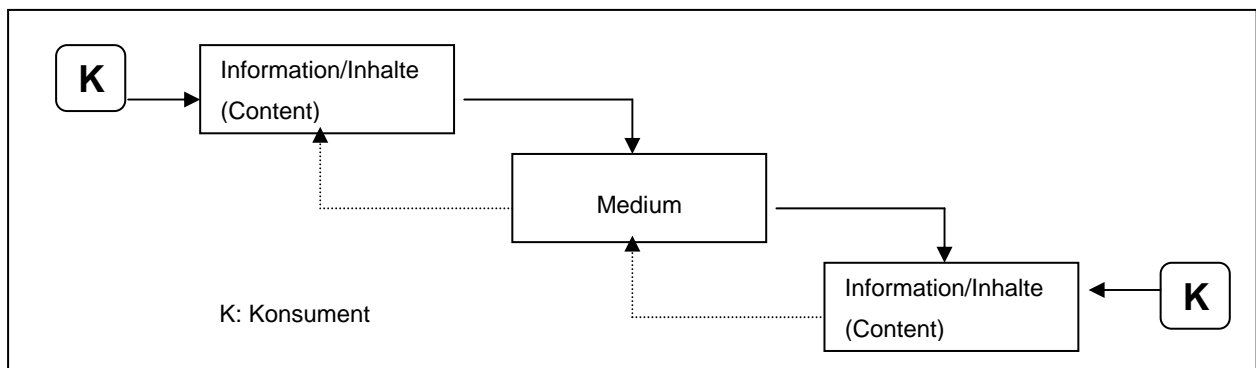 K
Information/Inhalte
(Content)
Medium
Information/Inhalte
(Content)
K
K: Konsument